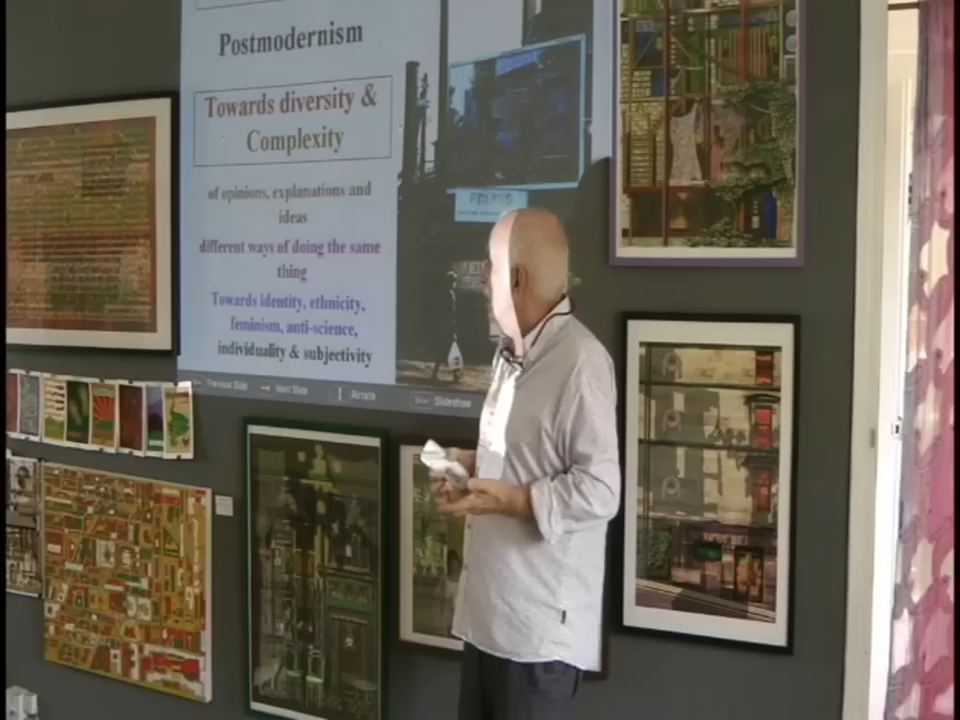 Postmodernism
Towards diversity &
Complexity
of opinions, explanations and
ideas
different ways of doing the same
thing
Towards identity, ethnicity,
feminism, anti-science,
individuality & subjectivity
Previous Slide Next Slide Rotate Slideshow